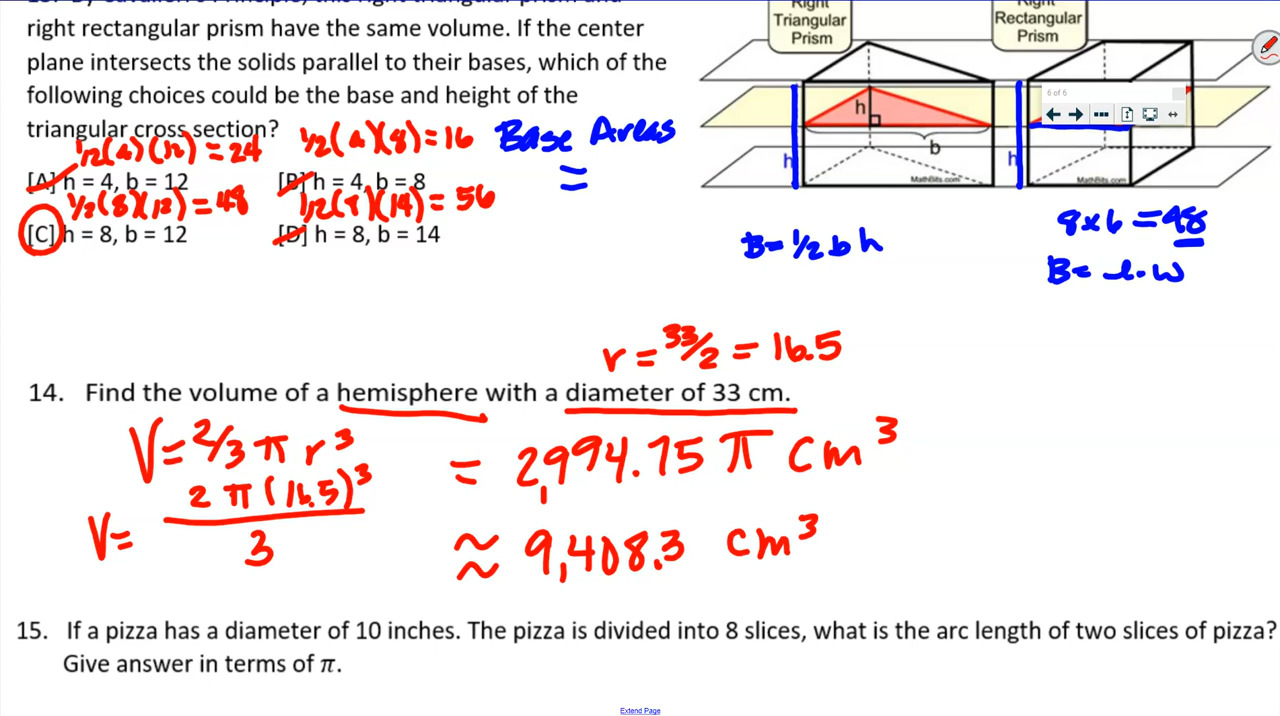 right rectangular prism have the same volume. If the center
plane intersects the solids parallel to their bases, which of the
following choices could be the base and height of the
triangular cross section?
1/2(4)(12)=24
1/2(4)(8)=16
[A] h = 4, b = 12
[B] h = 4, b = 8
1/2(8)(12)=48
1/2(8)(14)=56
[C] h = 8, b = 12
[D] h = 8, b = 14
Base Areas
=
Right
Triangular
Prism
Right
Rectangular
Prism
6 of 6
h
h
b
h
MathBits.com
MathBits.com
B=1/2 b h
8x6=48
B=l·w
r=33/2=16.5
14. Find the volume of a hemisphere with a diameter of 33 cm.
V=2/3 π r³
= 2,994.75 π cm³
V= 2π(16.5)³
3
≈ 9,408.3 cm³
15. If a pizza has a diameter of 10 inches. The pizza is divided into 8 slices, what is the arc length of two slices of pizza?
Give answer in terms of π.
Extend Page